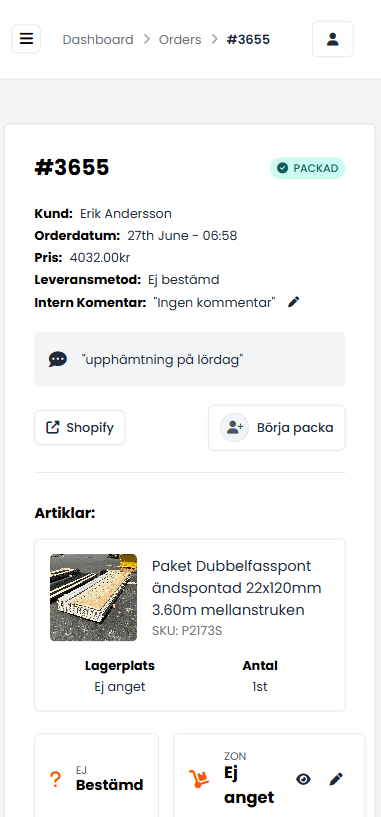 Dashboard > Orders > #3655
#3655
PACKAD
Kund: Erik Andersson
Orderdatum: 27th June - 06:58
Pris: 4032.00kr
Leveransmetod: Ej bestämd
Intern Komentar: "Ingen kommentar"
"upphämtning på lördag"
Shopify
Börja packa
Artiklar:
Paket Dubbelfasspont
ändspontad 22x120mm
3.60m mellanstruken
SKU: P2173S
Lagerplats
Antal
Ej anget
1st
EJ
Bestämd
ZON
Ej
anget